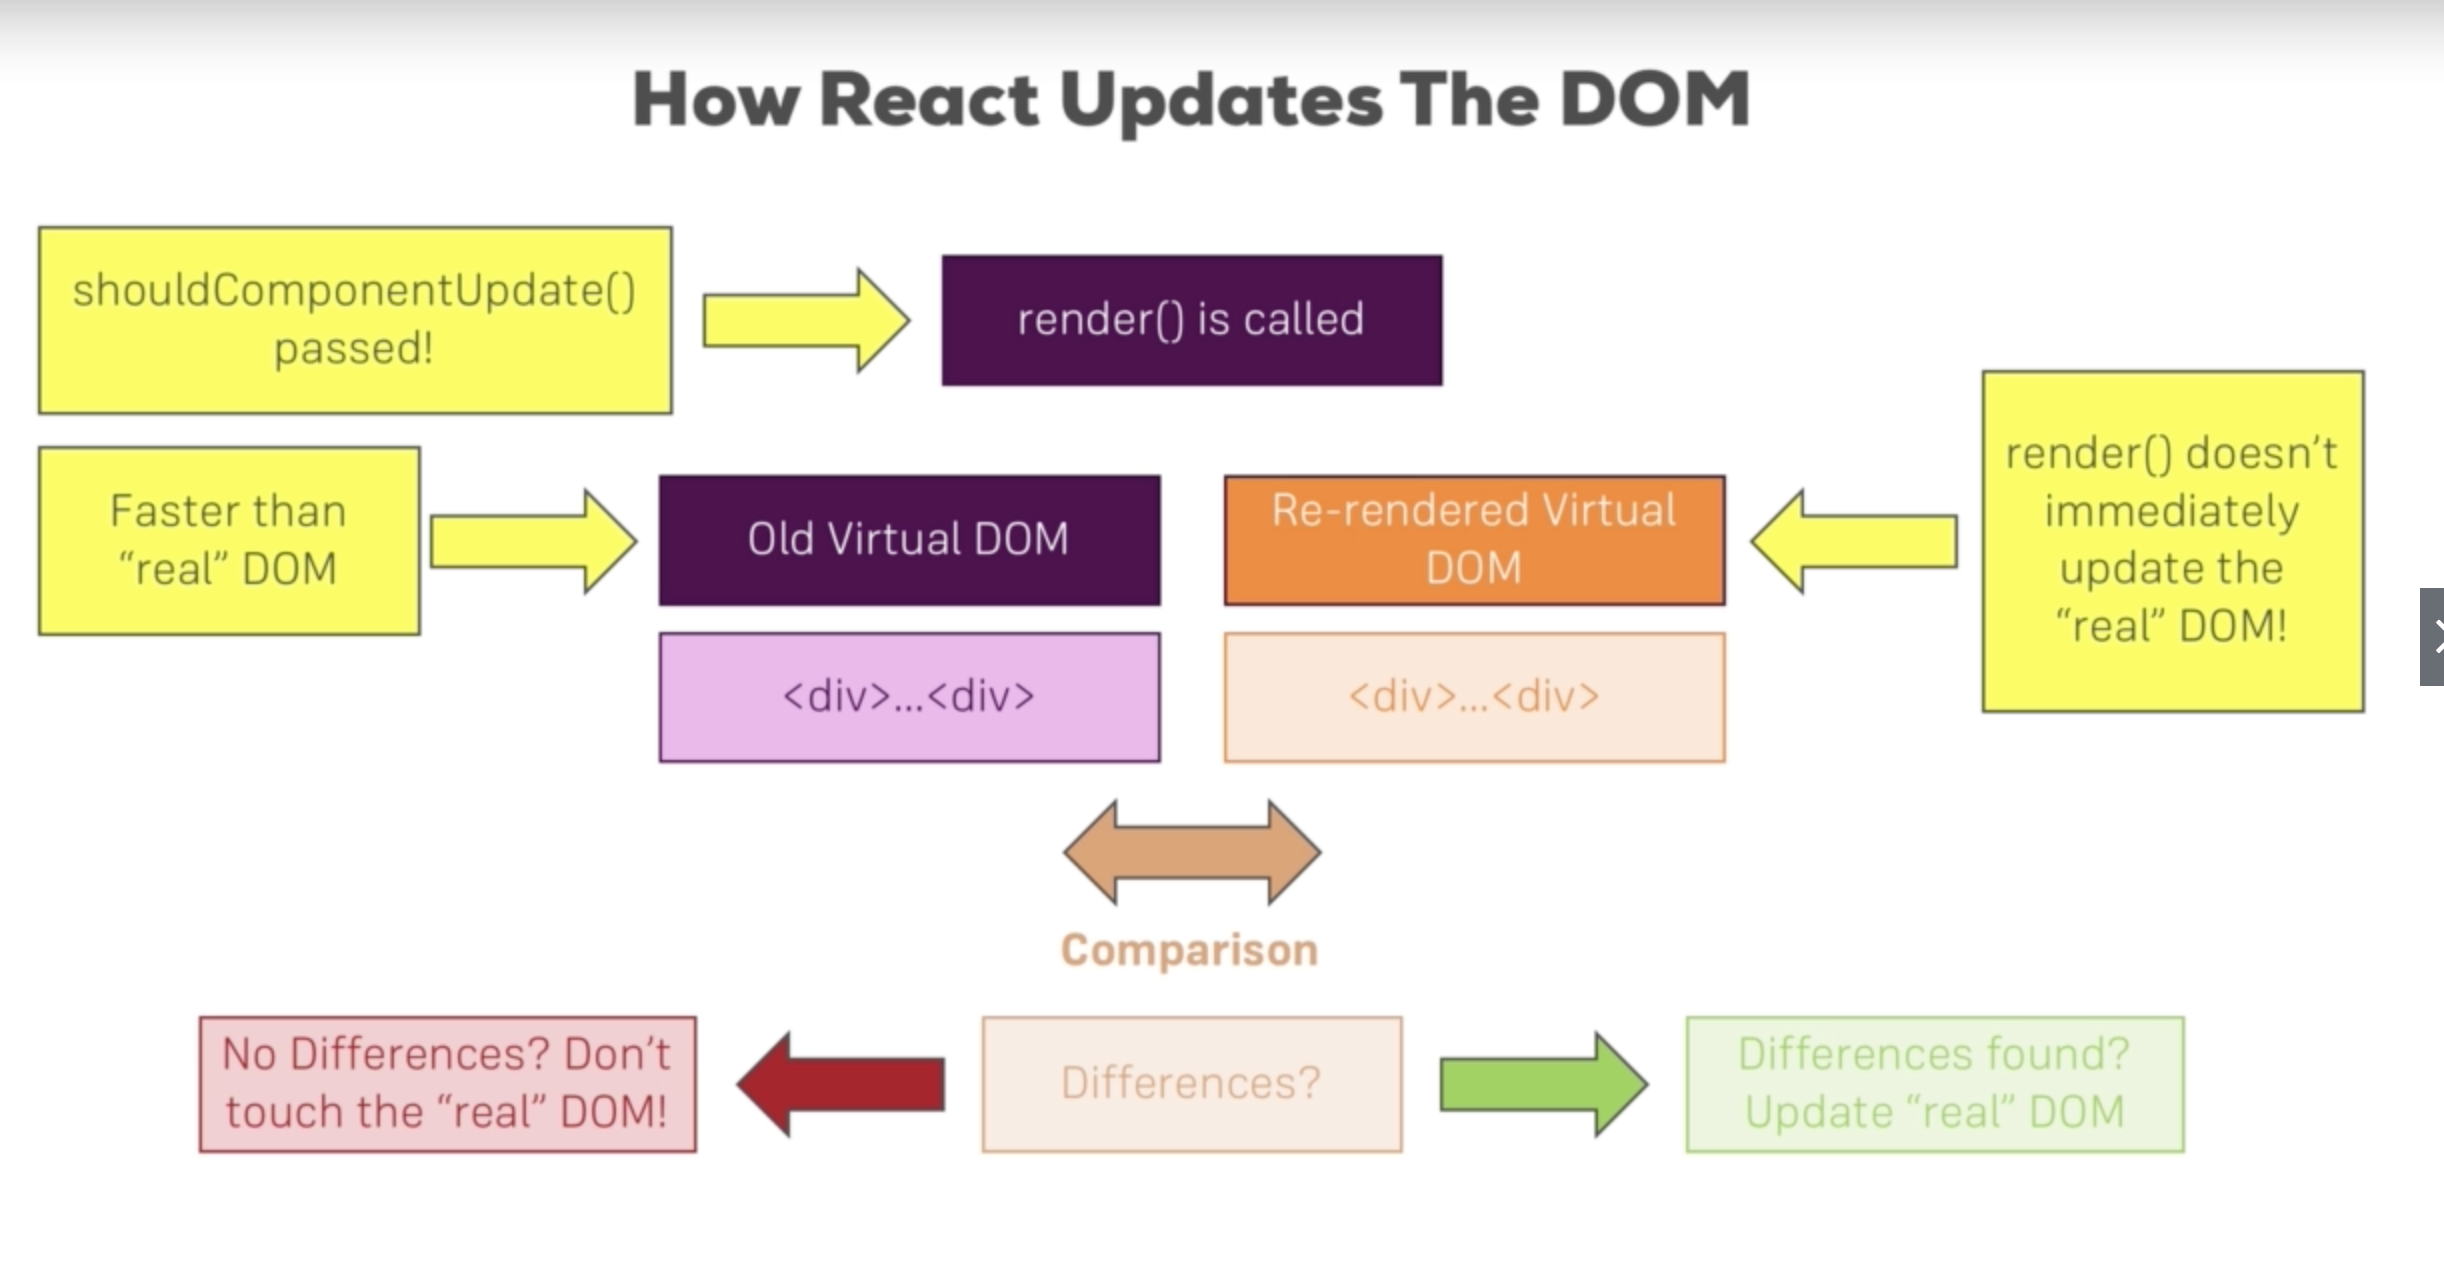 How React Updates The DOM
shouldComponentUpdate()
passed!
render() is called
Faster than
“real” DOM
Old Virtual DOM
Re-rendered Virtual
DOM
render() doesn’t
immediately
update the
“real” DOM!
<div>...<div>
<div>...<div>
Comparison
No Differences? Don’t
touch the “real” DOM!
Differences?
Differences found?
Update “real” DOM